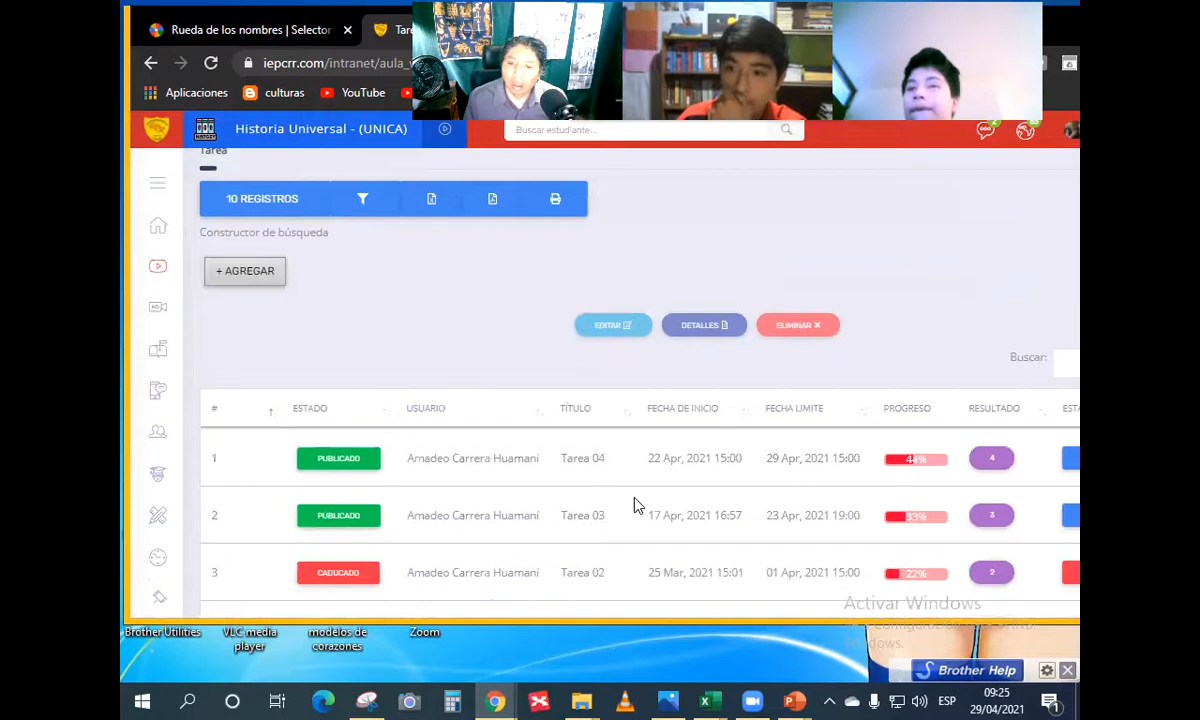 Rueda de los nombres | Selector
Tare
iepcrr.com/intranet/aula_
Aplicaciones
culturas
YouTube
Historia Universal - (UNICA)
Buscar estudiante...
Tarea
10 REGISTROS
Constructor de búsqueda
+ AGREGAR
EDITAR
DETALLES
ELIMINAR
Buscar:
# ESTADO USUARIO TÍTULO FECHA DE INICIO FECHA LIMITE PROGRESO RESULTADO ESTA
1 PUBLICADO Amadeo Carrera Huamaní Tarea 04 22 Apr, 2021 15:00 29 Apr, 2021 15:00 44% 4
2 PUBLICADO Amadeo Carrera Huamaní Tarea 03 17 Apr, 2021 16:57 23 Apr, 2021 19:00 33% 3
3 CADUCADO Amadeo Carrera Huamaní Tarea 02 25 Mar, 2021 15:01 01 Apr, 2021 15:00 22% 2
Activar Windows
Brother Utilities
VLC media player
modelos de corazones
Zoom
Brother Help
ESP
09:25
29/04/2021
1